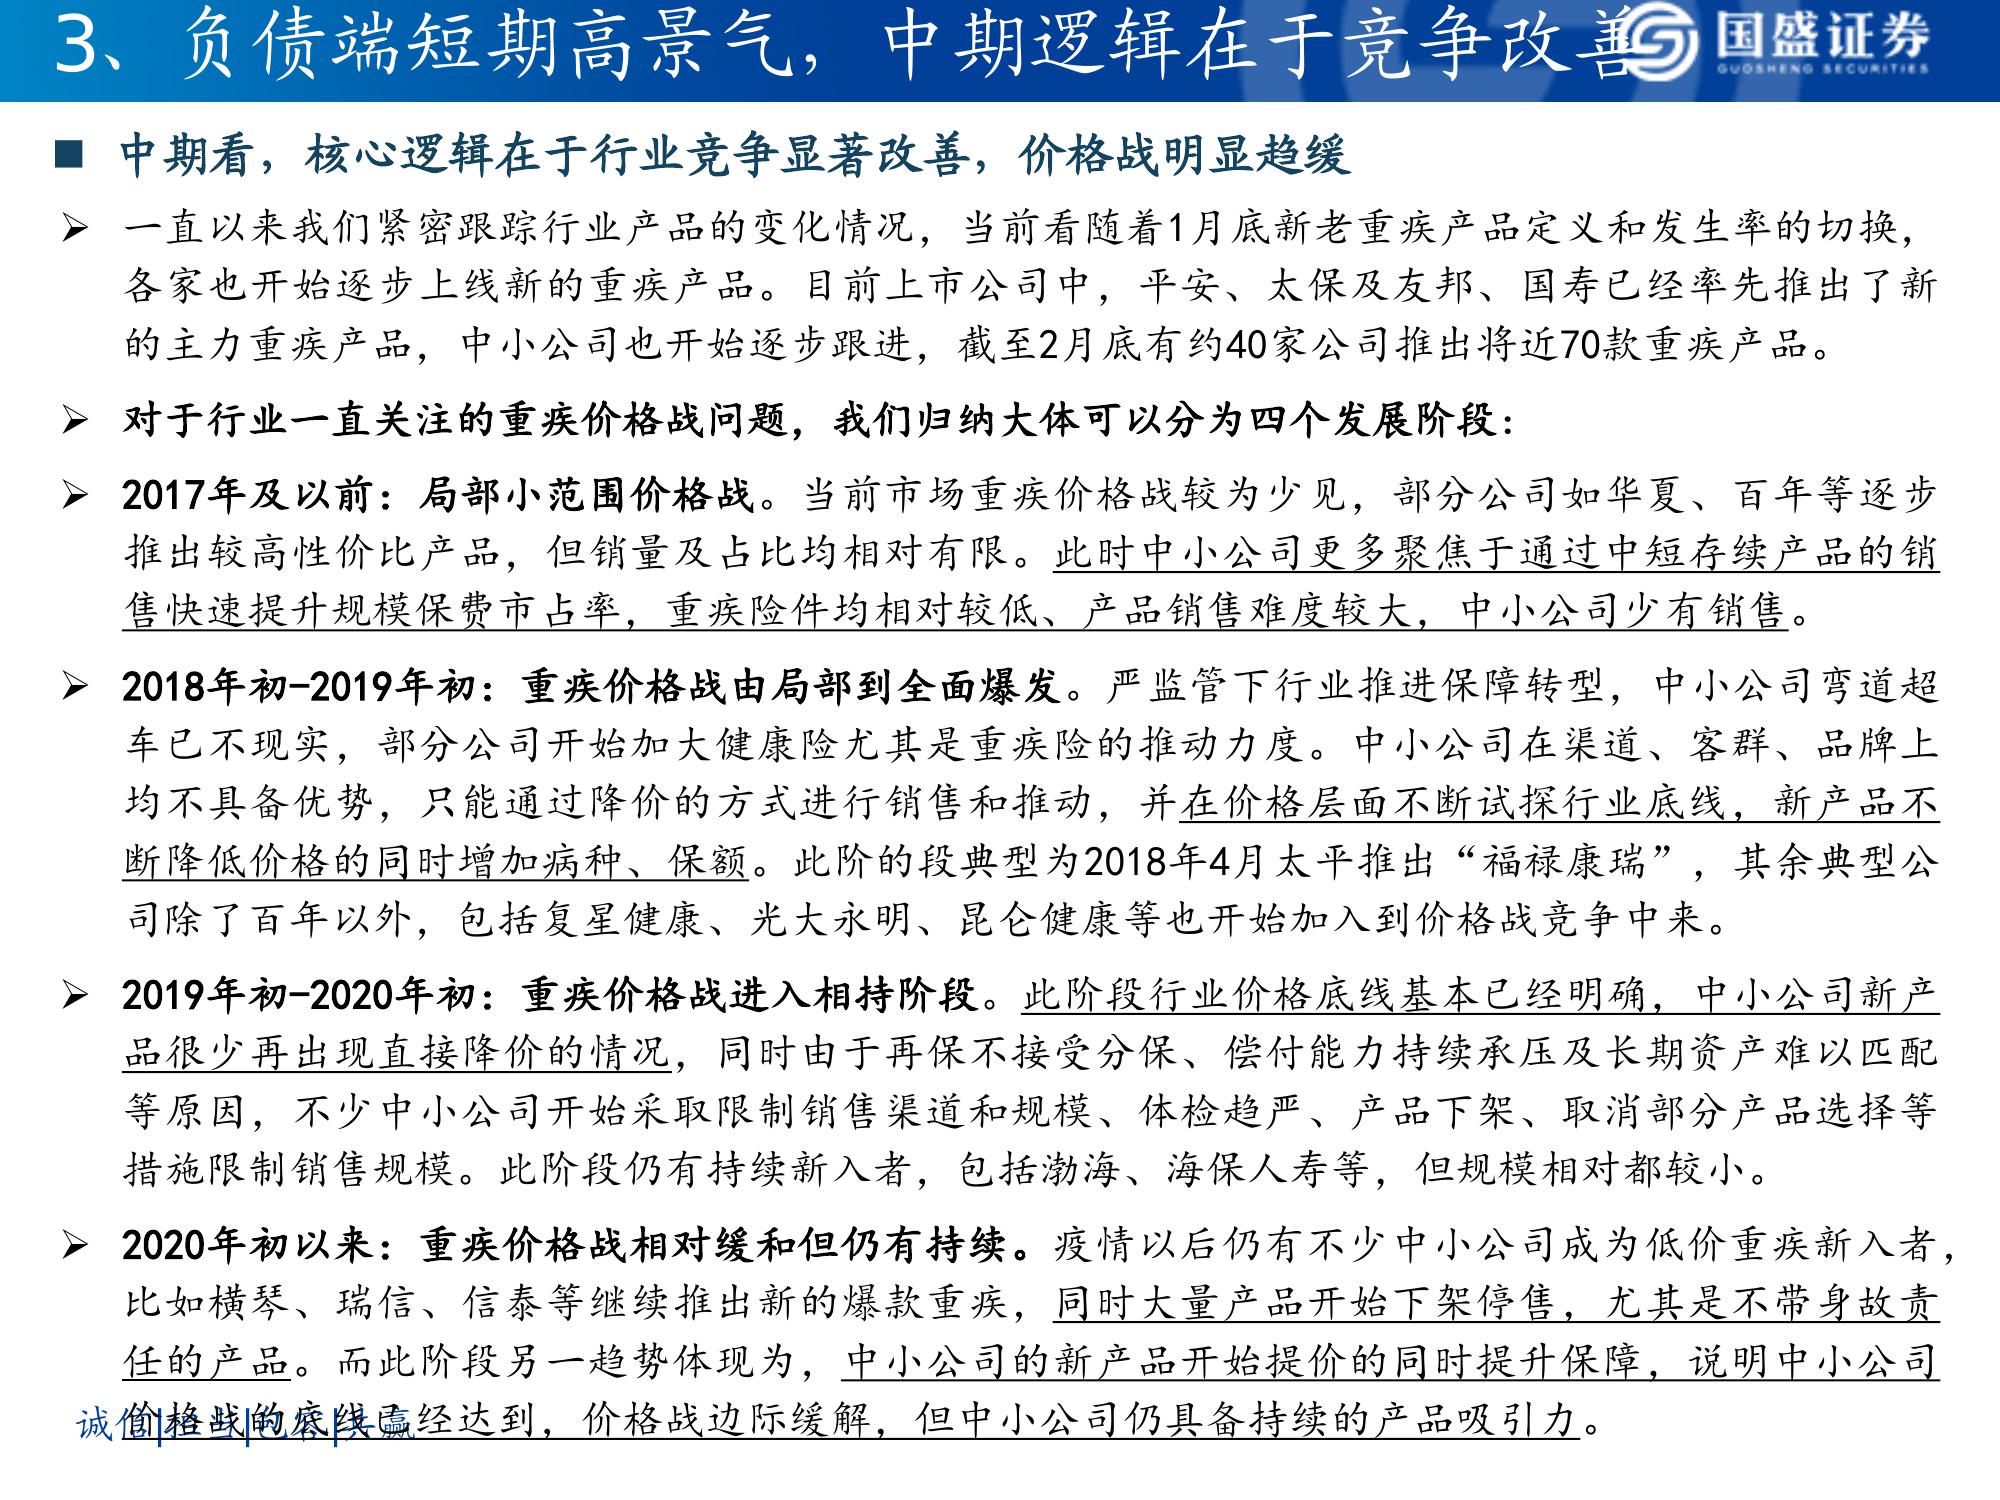 3、负债端短期高景气，中期逻辑在于竞争改善
国盛证券
GUOSHENG SECURITIES
■ 中期看，核心逻辑在于行业竞争显著改善，价格战明显趋缓
➢ 一直以来我们紧密跟踪行业产品的变化情况，当前看随着1月底新老重疾产品定义和发生率的切换，
各家也开始逐步上线新的重疾产品。目前上市公司中，平安、太保及友邦、国寿已经率先推出了新
的主力重疾产品，中小公司也开始逐步跟进，截至2月底有约40家公司推出将近70款重疾产品。
➢ 对于行业一直关注的重疾价格战问题，我们归纳大体可以分为四个发展阶段：
➢ 2017年及以前：局部小范围价格战。当前市场重疾价格战较为少见，部分公司如华夏、百年等逐步
推出较高性价比产品，但销量及占比均相对有限。此时中小公司更多聚焦于通过中短存续产品的销
售快速提升规模保费市占率，重疾险件均相对较低、产品销售难度较大，中小公司少有销售。
➢ 2018年初-2019年初：重疾价格战由局部到全面爆发。严监管下行业推进保障转型，中小公司弯道超
车已不现实，部分公司开始加大健康险尤其是重疾险的推动力度。中小公司在渠道、客群、品牌上
均不具备优势，只能通过降价的方式进行销售和推动，并在价格层面不断试探行业底线，新产品不
断降低价格的同时增加病种、保额。此阶的段典型为2018年4月太平推出“福禄康瑞”，其余典型公
司除了百年以外，包括复星健康、光大永明、昆仑健康等也开始加入到价格战竞争中来。
➢ 2019年初-2020年初：重疾价格战进入相持阶段。此阶段行业价格底线基本已经明确，中小公司新产
品很少再出现直接降价的情况，同时由于再保不接受分保、偿付能力持续承压及长期资产难以匹配
等原因，不少中小公司开始采取限制销售渠道和规模、体检趋严、产品下架、取消部分产品选择等
措施限制销售规模。此阶段仍有持续新入者，包括渤海、海保人寿等，但规模相对都较小。
➢ 2020年初以来：重疾价格战相对缓和但仍有持续。疫情以后仍有不少中小公司成为低价重疾新入者，
比如横琴、瑞信、信泰等继续推出新的爆款重疾，同时大量产品开始下架停售，尤其是不带身故责
任的产品。而此阶段另一趋势体现为，中小公司的新产品开始提价的同时提升保障，说明中小公司
价格战的底线已经达到，价格战边际缓解，但中小公司仍具备持续的产品吸引力。
诚信|担当|包容|共赢